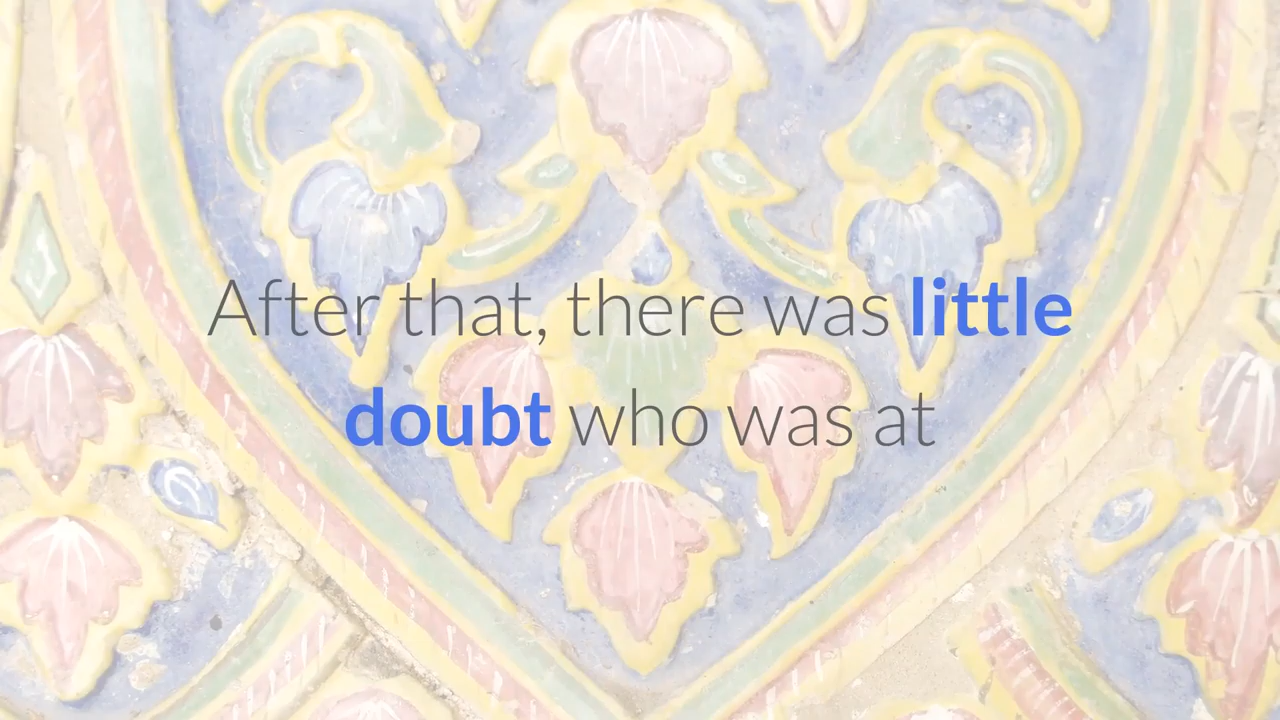 After that, there was little
doubt who was at